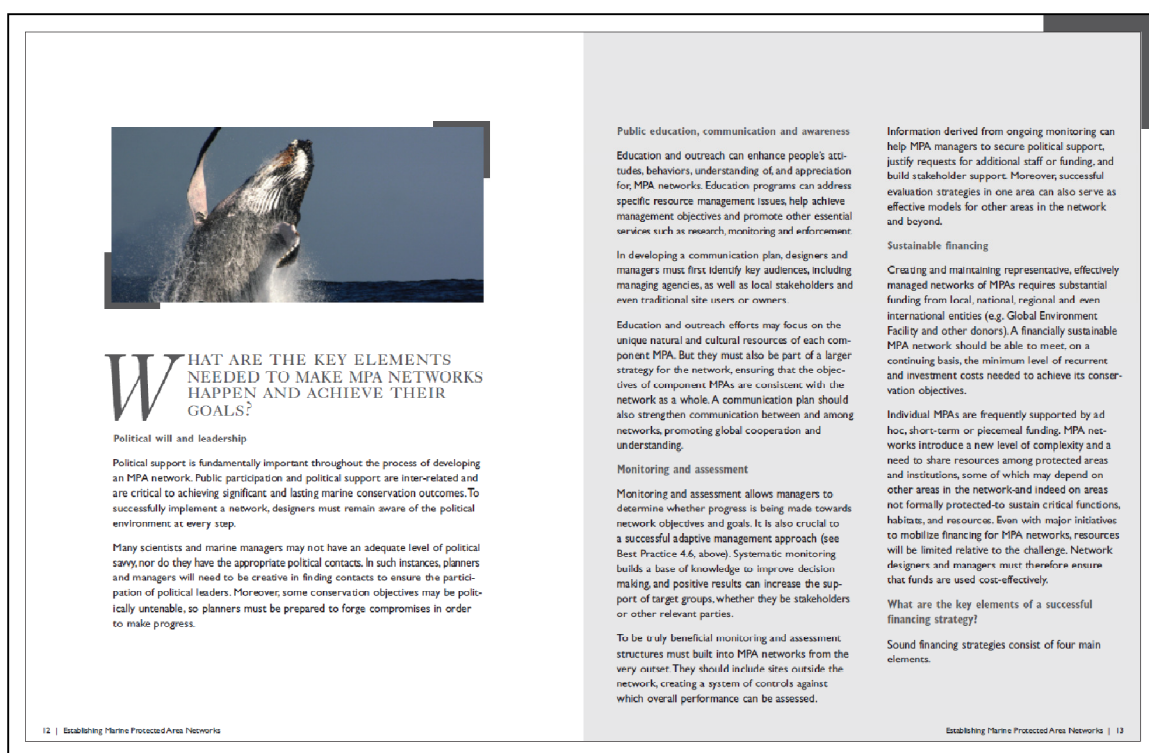 WHAT ARE THE KEY ELEMENTS
NEEDED TO MAKE MPA NETWORKS
HAPPEN AND ACHIEVE THEIR
GOALS?
Political will and leadership
Political support is fundamentally important throughout the process of developing
an MPA network. Public participation and political support are inter-related and
are critical to achieving significant and lasting marine conservation outcomes. To
successfully implement a network, designers must remain aware of the political
environment at every step.
Many scientists and marine managers may not have an adequate level of political
savvy, nor do they have the appropriate political contacts. In such instances, planners
and managers will need to be creative in finding contacts to ensure the partici-
pation of political leaders. Moreover, some conservation objectives may be polit-
ically untenable, so planners must be prepared to forge compromises in order
to make progress.
12 | Establishing Marine Protected Area Networks
Public education, communication and awareness
Education and outreach can enhance people's atti-
tudes, behaviors, understanding of, and appreciation
for, MPA networks. Education programs can address
specific resource management issues, help achieve
management objectives and promote other essential
services such as research, monitoring and enforcement.
In developing a communication plan, designers and
managers must first identify key audiences, including
managing agencies, as well as local stakeholders and
even traditional site users or owners.
Education and outreach efforts may focus on the
unique natural and cultural resources of each com-
ponent MPA. But they must also be part of a larger
strategy for the network, ensuring that the objec-
tives of component MPAs are consistent with the
network as a whole. A communication plan should
also strengthen communication between and among
networks, promoting global cooperation and
understanding.
Monitoring and assessment
Monitoring and assessment allows managers to
determine whether progress is being made towards
network objectives and goals. It is also crucial to
a successful adaptive management approach (see
Best Practice 4.6, above). Systematic monitoring
builds a base of knowledge to improve decision
making, and positive results can increase the sup-
port of target groups, whether they be stakeholders
or other relevant parties.
To be truly beneficial monitoring and assessment
structures must built into MPA networks from the
very outset. They should include sites outside the
network, creating a system of controls against
which overall performance can be assessed.
Information derived from ongoing monitoring can
help MPA managers to secure political support,
justify requests for additional staff or funding, and
build stakeholder support. Moreover, successful
evaluation strategies in one area can also serve as
effective models for other areas in the network
and beyond.
Sustainable financing
Creating and maintaining representative, effectively
managed networks of MPAs requires substantial
funding from local, national, regional and even
international entities (e.g. Global Environment
Facility and other donors). A financially sustainable
MPA network should be able to meet, on a
continuing basis, the minimum level of recurrent
and investment costs needed to achieve its conser-
vation objectives.
Individual MPAs are frequently supported by ad
hoc, short-term or piecemeal funding. MPA net-
works introduce a new level of complexity and a
need to share resources among protected areas
and institutions, some of which may depend on
other areas in the network-and indeed on areas
not formally protected-to sustain critical functions,
habitats, and resources. Even with major initiatives
to mobilize financing for MPA networks, resources
will be limited relative to the challenge. Network
designers and managers must therefore ensure
that funds are used cost-effectively.
What are the key elements of a successful
financing strategy?
Sound financing strategies consist of four main
elements.
Establishing Marine Protected Area Networks | 13